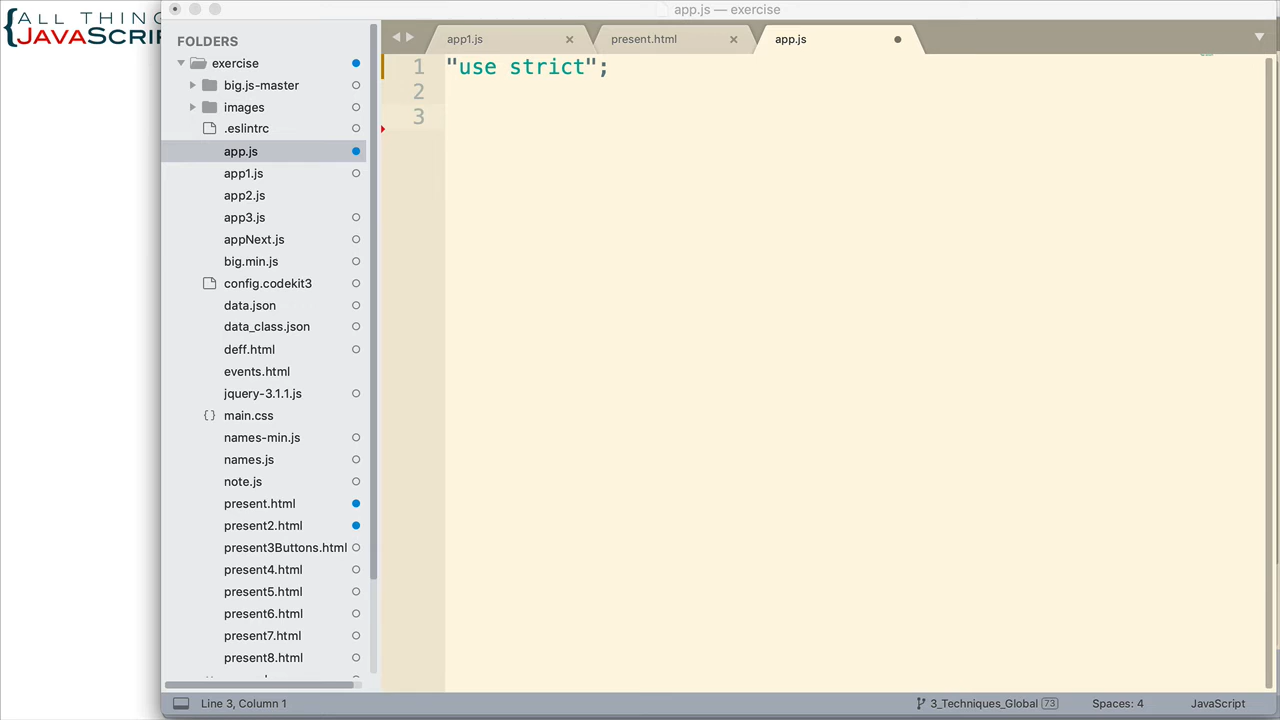 {ALL THIN
JAVASCRI
app.js — exercise
FOLDERS
exercise
big.js-master
images
.eslintrc
app.js
app1.js
app2.js
app3.js
appNext.js
big.min.js
config.codekit3
data.json
data_class.json
deff.html
events.html
jquery-3.1.1.js
{} main.css
names-min.js
names.js
note.js
present.html
present2.html
present3Buttons.html
present4.html
present5.html
present6.html
present7.html
present8.html
app1.js ×
present.html ×
app.js
1 "use strict";
2
3
Line 3, Column 1
3_Techniques_Global 73
Spaces: 4
JavaScript